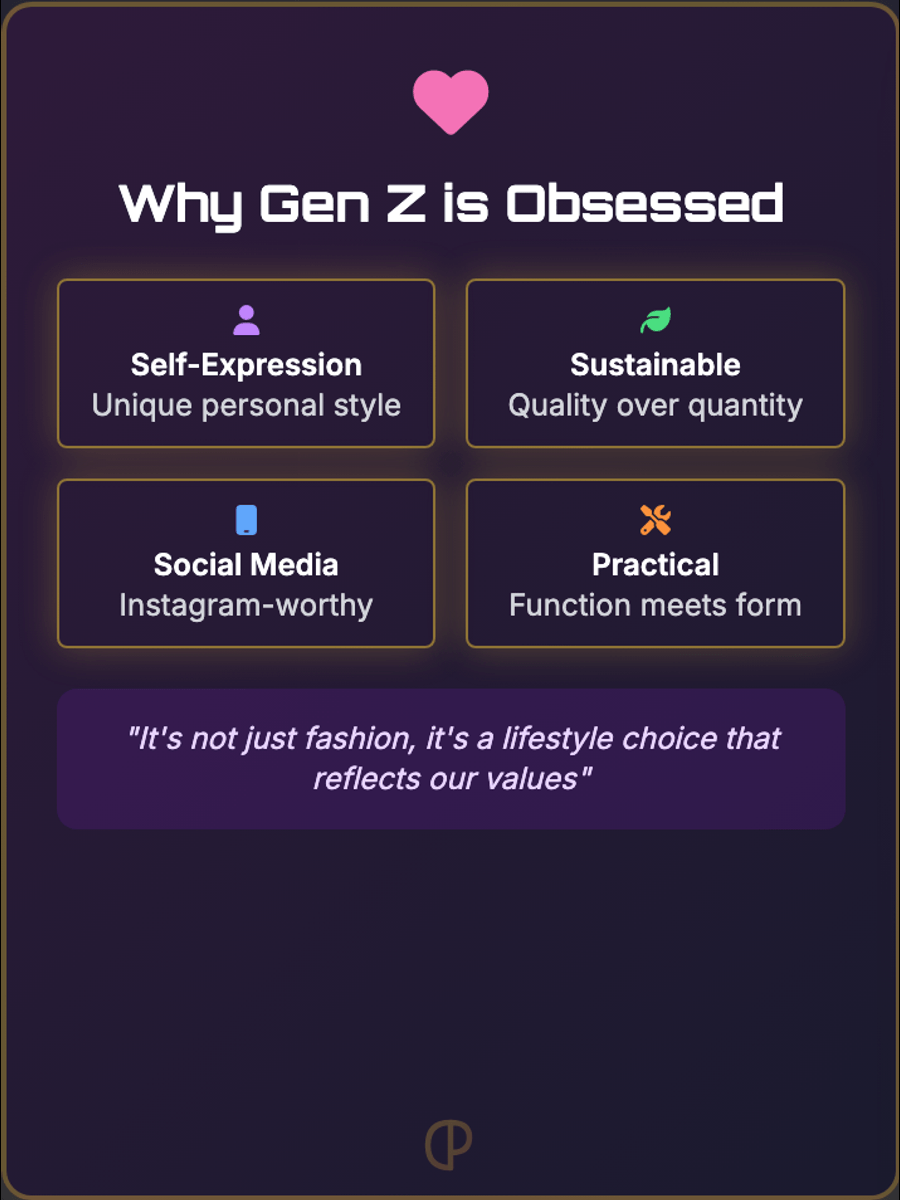 Why Gen Z is Obsessed
Self-Expression
Unique personal style
Sustainable
Quality over quantity
Social Media
Instagram-worthy
Practical
Function meets form
"It's not just fashion, it's a lifestyle choice that
reflects our values"